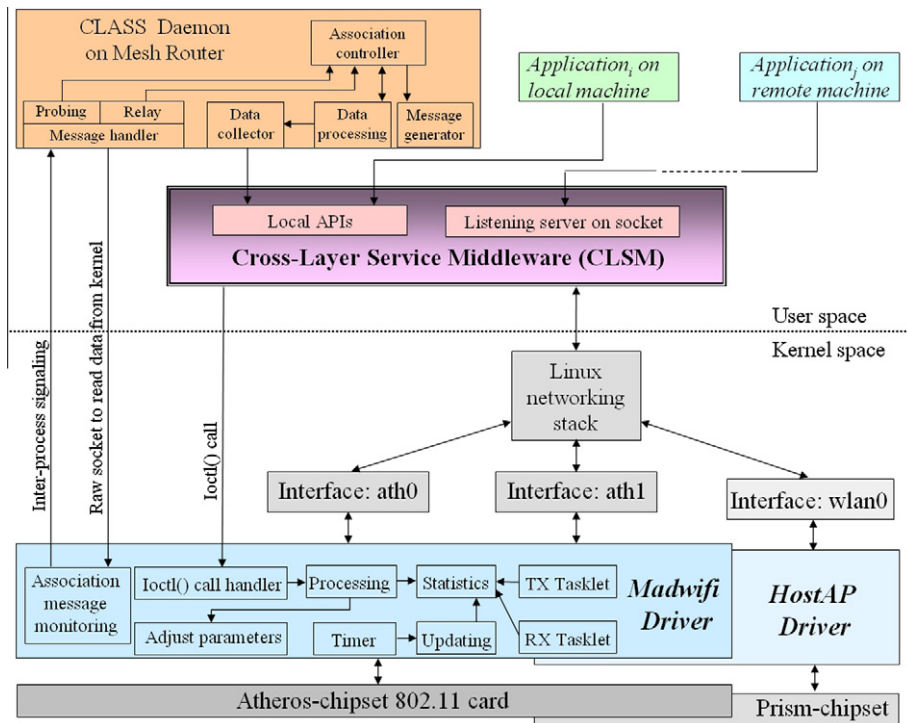 CLASS Daemon
on Mesh Router
Association
controller
Probing
Relay
Message handler
Data
collector
Data
processing
Message
generator
Application_i on
local machine
Application_j on
remote machine
Local APIs
Listening server on socket
Cross-Layer Service Middleware (CLSM)
User space
Kernel space
Inter-process signaling
Raw socket to read data from kernel
Ioctl() call
Linux
networking
stack
Interface: ath0
Interface: ath1
Interface: wlan0
Association
message
monitoring
Ioctl() call handler
Processing
Statistics
TX Tasklet
Adjust parameters
Timer
Updating
RX Tasklet
Madwifi
Driver
HostAP
Driver
Atheros-chipset 802.11 card
Prism-chipset